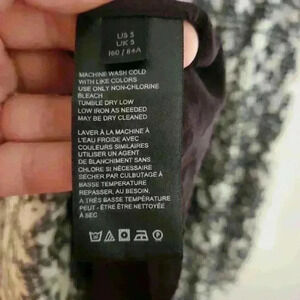 US S
UK S
160 / 84A
MACHINE WASH COLD
WITH LIKE COLORS
USE ONLY NON-CHLORINE
BLEACH
TUMBLE DRY LOW
LOW IRON AS NEEDED
MAY BE DRY CLEANED
LAVER À LA MACHINE À
L'EAU FROIDE AVEC
COULEURS SIMILAIRES
UTILISER UN AGENT
DE BLANCHIMENT SANS
CHLORE SI NÉCESSAIRE
SÉCHER PAR CULBUTAGE À
BASSE TEMPÉRATURE
REPASSER, AU BESOIN,
À TRÈS BASSE TEMPÉRATURE
PEUT - ÊTRE ÊTRE NETTOYÉE
À SEC